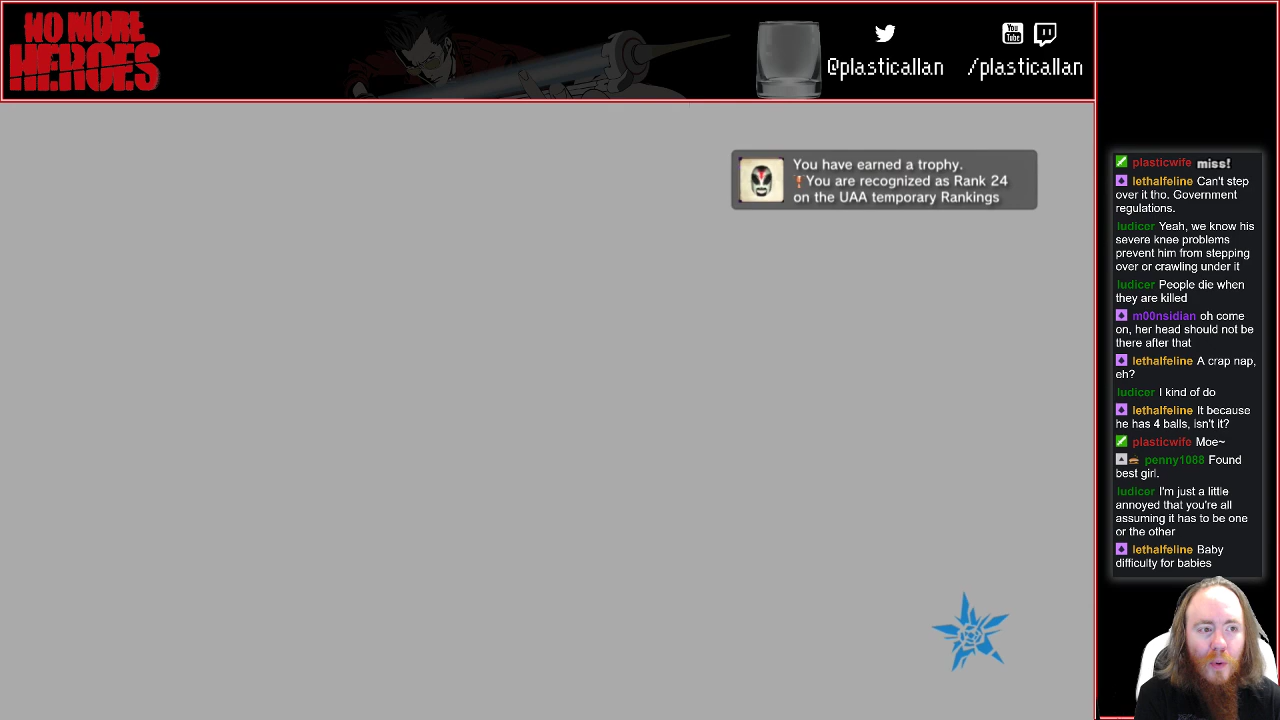 NO MORE
HEROES
@plasticallan
You
Tube
/plasticallan
You have earned a trophy.
You are recognized as Rank 24
on the UAA temporary Rankings
plasticwife miss!
lethalfeline Can't step
over it tho. Government
regulations.
ludicer Yeah, we know his
severe knee problems
prevent him from stepping
over or crawling under it
ludicer People die when
they are killed
m00nsidian oh come
on, her head should not be
there after that
lethalfeline A crap nap,
eh?
ludicer I kind of do
lethalfeline It because
he has 4 balls, isn't it?
plasticwife Moe~
penny1088 Found
best girl.
ludicer I'm just a little
annoyed that you're all
assuming it has to be one
or the other
lethalfeline Baby
difficulty for babies